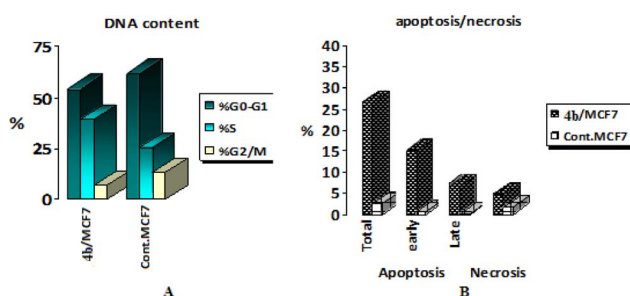 DNA content
75
50
25
0
%
4b/MCF7
Cont.MCF7
%G0-G1
%S
%G2/M
A
apoptosis/necrosis
40
35
30
25
20
15
10
5
0
%
Total
early
Late
Apoptosis
Necrosis
4b/MCF7
Cont.MCF7
B